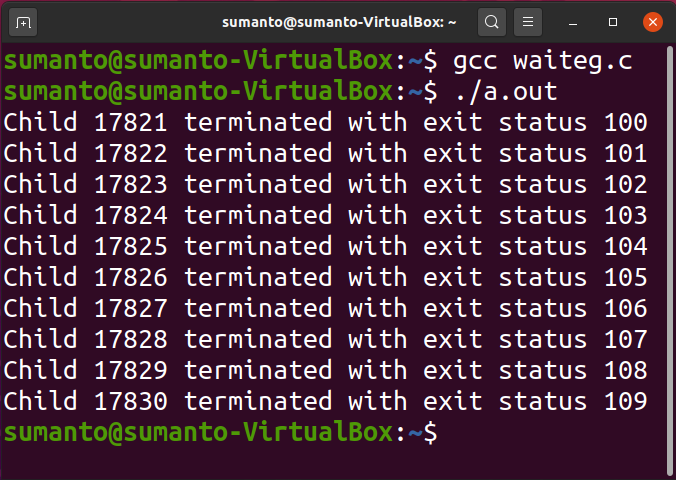 sumanto@sumanto-VirtualBox: ~
sumanto@sumanto-VirtualBox:~$ gcc waiteg.c
sumanto@sumanto-VirtualBox:~$ ./a.out
Child 17821 terminated with exit status 100
Child 17822 terminated with exit status 101
Child 17823 terminated with exit status 102
Child 17824 terminated with exit status 103
Child 17825 terminated with exit status 104
Child 17826 terminated with exit status 105
Child 17827 terminated with exit status 106
Child 17828 terminated with exit status 107
Child 17829 terminated with exit status 108
Child 17830 terminated with exit status 109
sumanto@sumanto-VirtualBox:~$